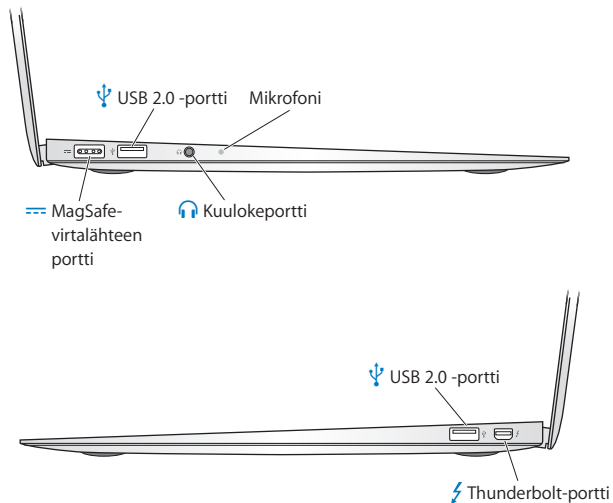 USB 2.0 -portti
Mikrofoni
MagSafe-
virtalähteen
portti
Kuulokeportti
USB 2.0 -portti
Thunderbolt-portti